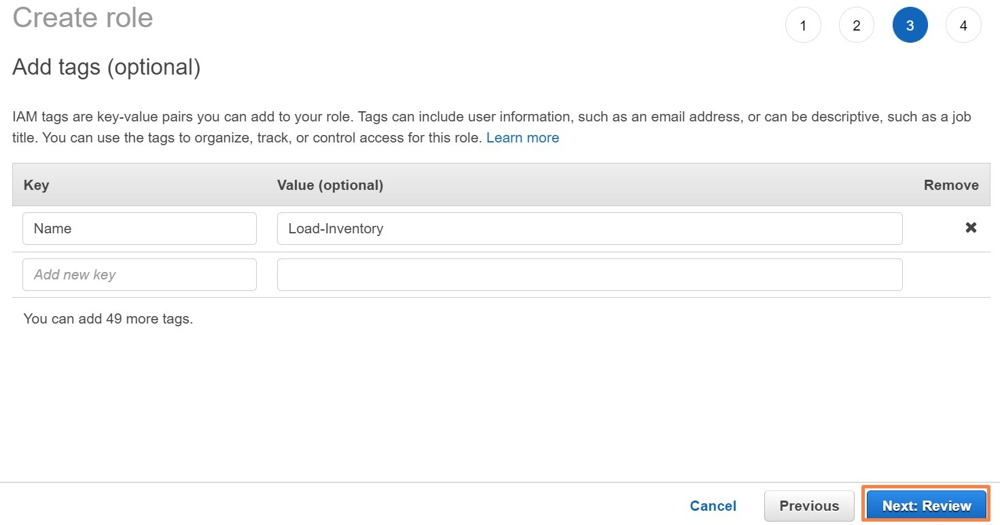 Create role
1 2 3 4
Add tags (optional)
IAM tags are key-value pairs you can add to your role. Tags can include user information, such as an email address, or can be descriptive, such as a job
title. You can use the tags to organize, track, or control access for this role. Learn more
Key Value (optional) Remove
Name Load-Inventory ✖
Add new key
You can add 49 more tags.
Cancel Previous Next: Review